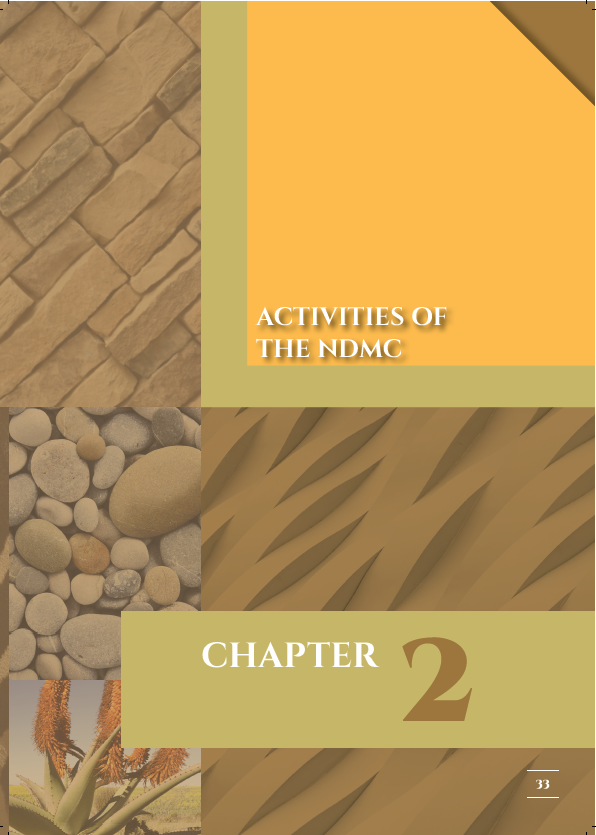 ACTIVITIES OF
THE NDMC
CHAPTER 2
33